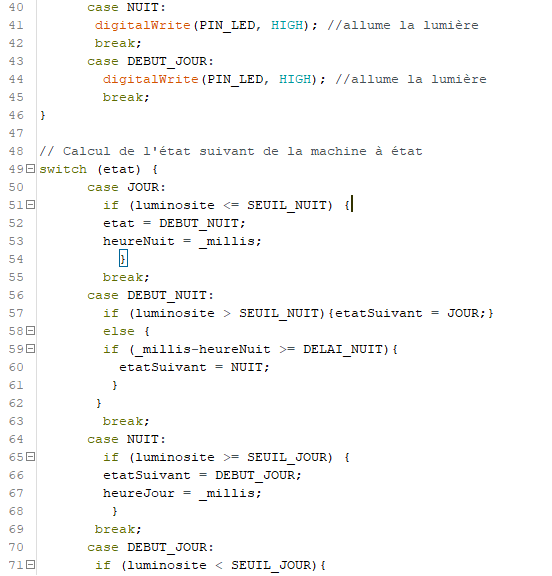 40 case NUIT:
41 digitalWrite(PIN_LED, HIGH); //allume la lumière
42 break;
43 case DEBUT_JOUR:
44 digitalWrite(PIN_LED, HIGH); //allume la lumière
45 break;
46 }
47
48 // Calcul de l'état suivant de la machine à état
49 switch (etat) {
50 case JOUR:
51 if (luminosite <= SEUIL_NUIT) {
52 etat = DEBUT_NUIT;
53 heureNuit = _millis;
54 }
55 break;
56 case DEBUT_NUIT:
57 if (luminosite > SEUIL_NUIT){etatSuivant = JOUR;}
58 else {
59 if (_millis-heureNuit >= DELAI_NUIT){
60 etatSuivant = NUIT;
61 }
62 }
63 break;
64 case NUIT:
65 if (luminosite >= SEUIL_JOUR) {
66 etatSuivant = DEBUT_JOUR;
67 heureJour = _millis;
68 }
69 break;
70 case DEBUT_JOUR:
71 if (luminosite < SEUIL_JOUR){